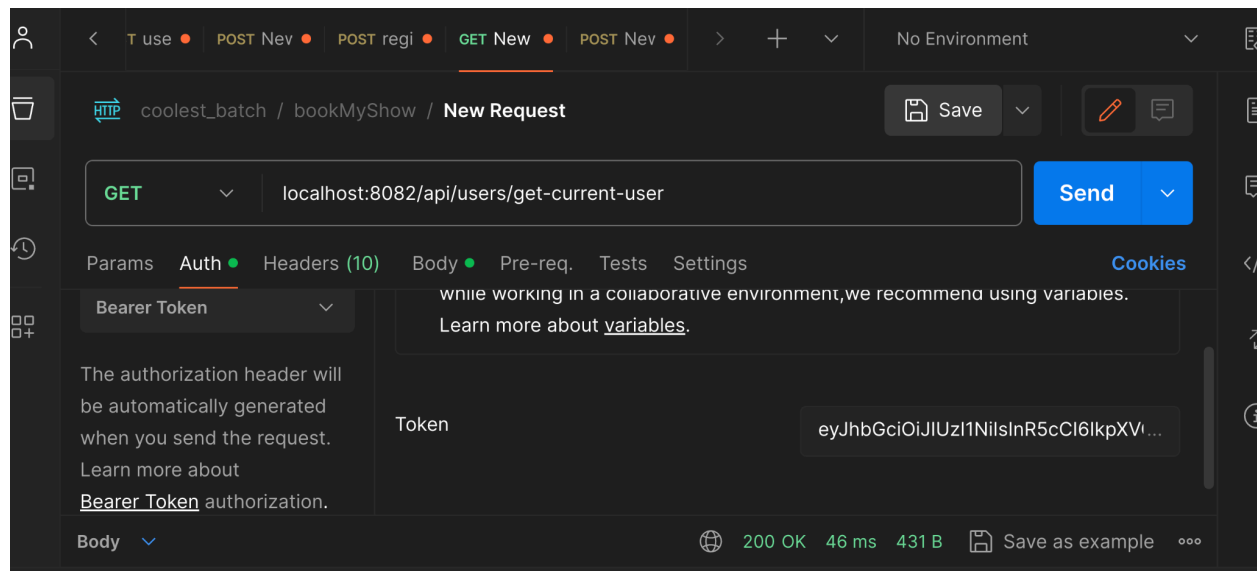 T use POST Nev POST regi GET New POST Nev No Environment
HTTP coolest_batch / bookMyShow / New Request Save
GET localhost:8082/api/users/get-current-user Send
Params Auth Headers (10) Body Pre-req. Tests Settings Cookies
Bearer Token
while working in a collaborative environment,we recommend using variables.
Learn more about variables.
The authorization header will
be automatically generated
when you send the request.
Learn more about
Bearer Token authorization.
Token eyJhbGciOiJIUzI1NiIsInR5cCI6IkpXV(...
Body 200 OK 46 ms 431 B Save as example